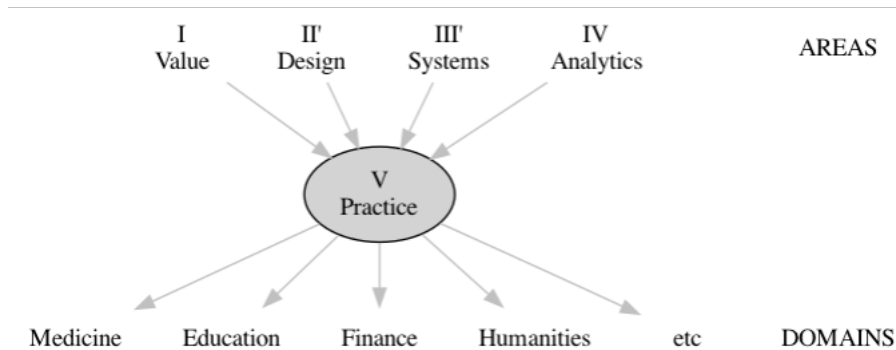 I II' III' IV
Value Design Systems Analytics AREAS
V
Practice
Medicine Education Finance Humanities etc DOMAINS